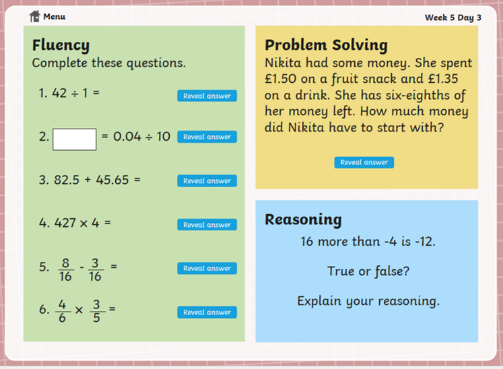 Menu
Week 5 Day 3
Fluency
Complete these questions.
1. 42 ÷ 1 =
Reveal answer
2. = 0.04 ÷ 10
Reveal answer
3. 82.5 + 45.65 =
Reveal answer
4. 427 × 4 =
Reveal answer
5. 8/16 - 3/16 =
Reveal answer
6. 4/6 × 3/5 =
Reveal answer
Problem Solving
Nikita had some money. She spent
£1.50 on a fruit snack and £1.35
on a drink. She has six-eighths of
her money left. How much money
did Nikita have to start with?
Reveal answer
Reasoning
16 more than -4 is -12.
True or false?
Explain your reasoning.